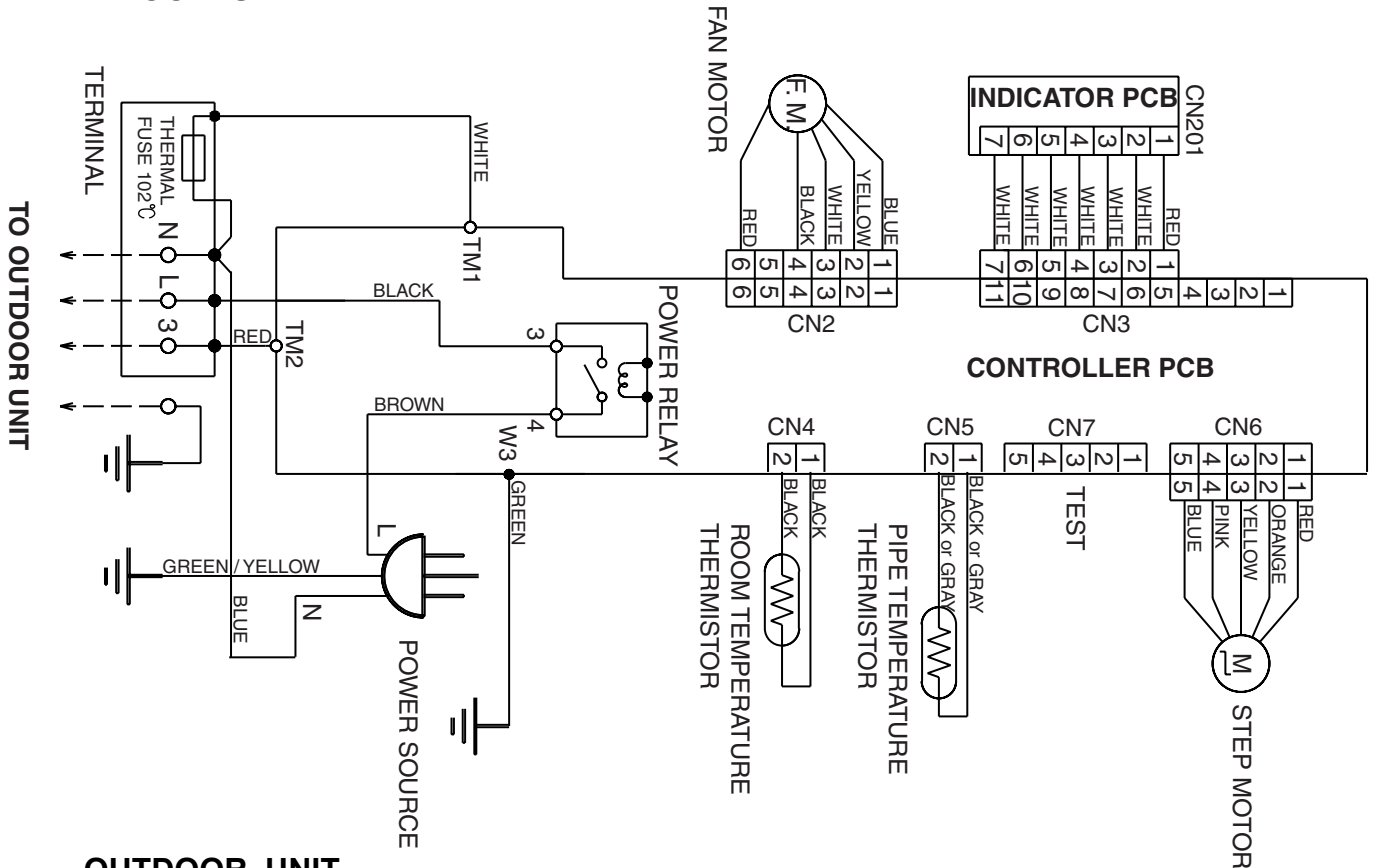 FAN MOTOR
F. M.
RED
BLACK
WHITE
YELLOW
BLUE
6 5 4 3 2 1
6 5 4 3 2 1
CN2
INDICATOR PCB
CN201
7 6 5 4 3 2 1
WHITE
WHITE
WHITE
WHITE
WHITE
WHITE
RED
7 6 5 4 3 2 1
11 10 9 8 7 6 5 4 3 2 1
CN3
CONTROLLER PCB
TERMINAL
THERMAL
FUSE 102℃
N
L
3
TO OUTDOOR UNIT
WHITE
TM1
BLACK
RED
TM2
POWER RELAY
3
4
BROWN
W3
GREEN
L
GREEN / YELLOW
BLUE
N
POWER SOURCE
CN4
2 1
BLACK
BLACK
ROOM TEMPERATURE
THERMISTOR
CN5
2 1
BLACK or GRAY
BLACK or GRAY
PIPE TEMPERATURE
THERMISTOR
CN7
5 4 3 2 1
TEST
CN6
5 4 3 2 1
5 4 3 2 1
BLUE
PINK
YELLOW
ORANGE
RED
M
STEP MOTOR
OUTDOOR UNIT